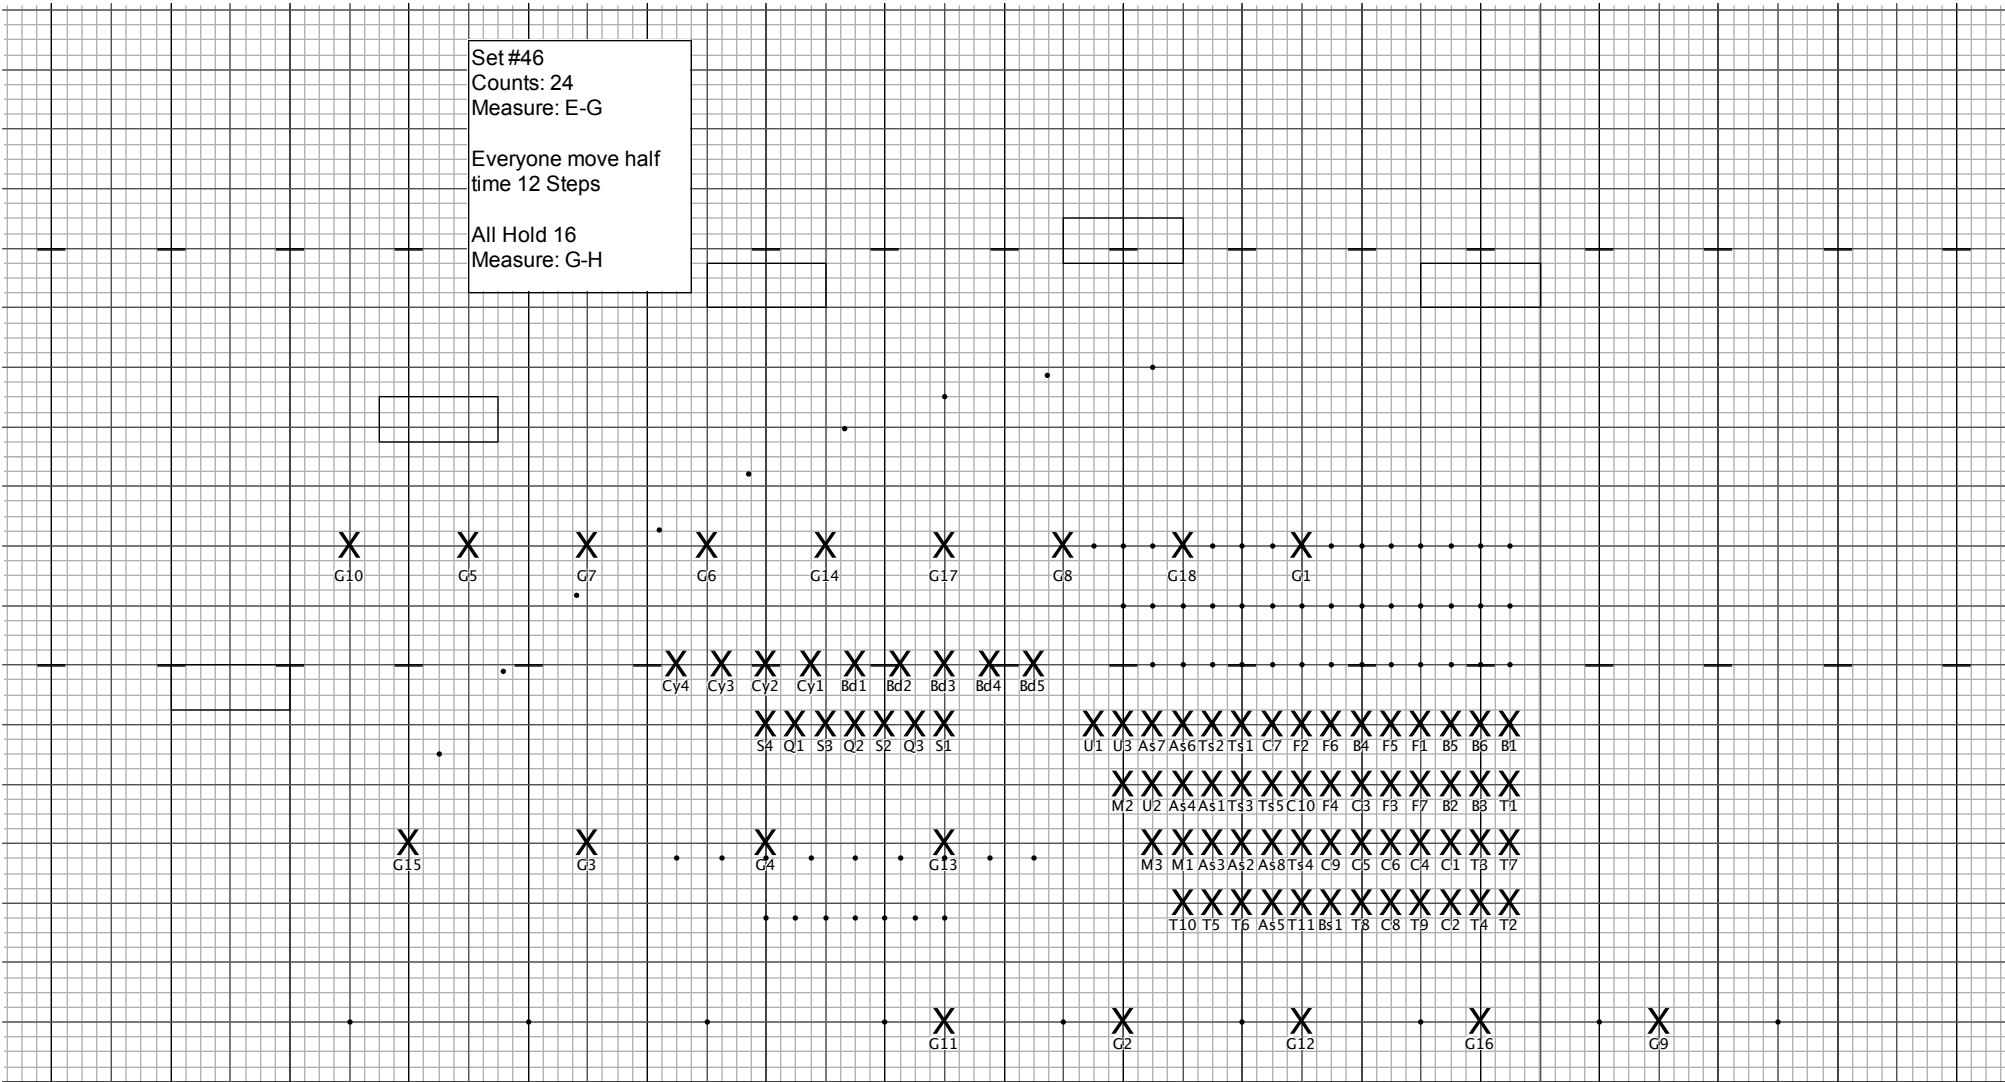 Set #46
Counts: 24
Measure: E-G
Everyone move half
time 12 Steps
All Hold 16
Measure: G-H
G10 G5 G7 G6 G14 G17 G8 G18 G1
Cy4 Cy3 Cy2 Cy1 Bd1 Bd2 Bd3 Bd4 Bd5
S4 Q1 S3 Q2 S2 Q3 S1 U1 U3 As7 As6 Ts2 Ts1 C7 F2 F6 B4 F5 F1 B5 B6 B1
M2 U2 As4 As1 Ts3 Ts5 C10 F4 C3 F3 F7 B2 B3 T1
G15 G3 G4 G13 M3 M1 As3 As2 As8 Ts4 C9 C5 C6 C4 C1 T3 T7
T10 T5 T6 As5 T11 Bs1 T8 C8 T9 C2 T4 T2
G11 G2 G12 G16 G9